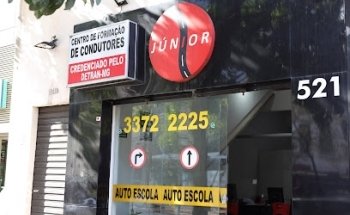 CENTRO DE FORMAÇÃO
DE CONDUTORES
CREDENCIADO PELO
DETRAN-MG
JÚNIOR
521
3372 2225
AUTO ESCOLA AUTO ESCOLA